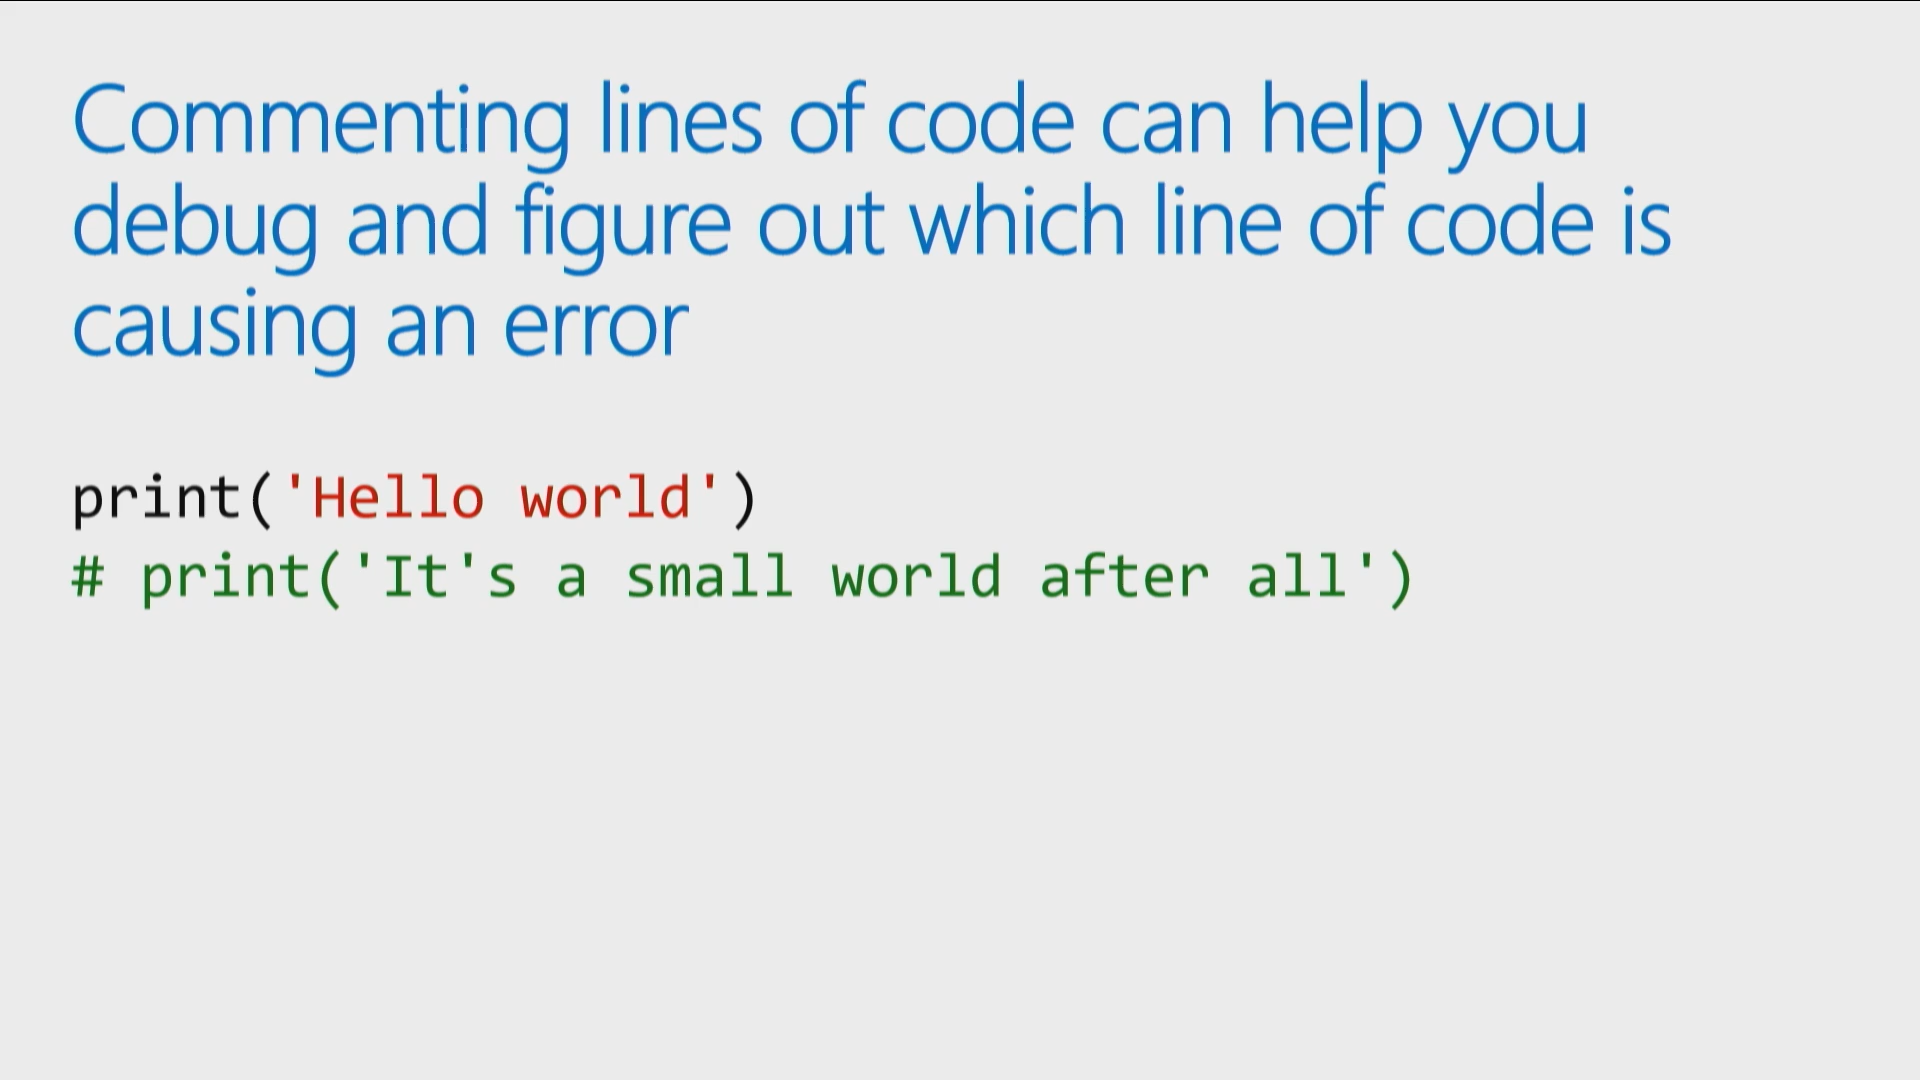 Commenting lines of code can help you
debug and figure out which line of code is
causing an error
print('Hello world')
# print('It's a small world after all')